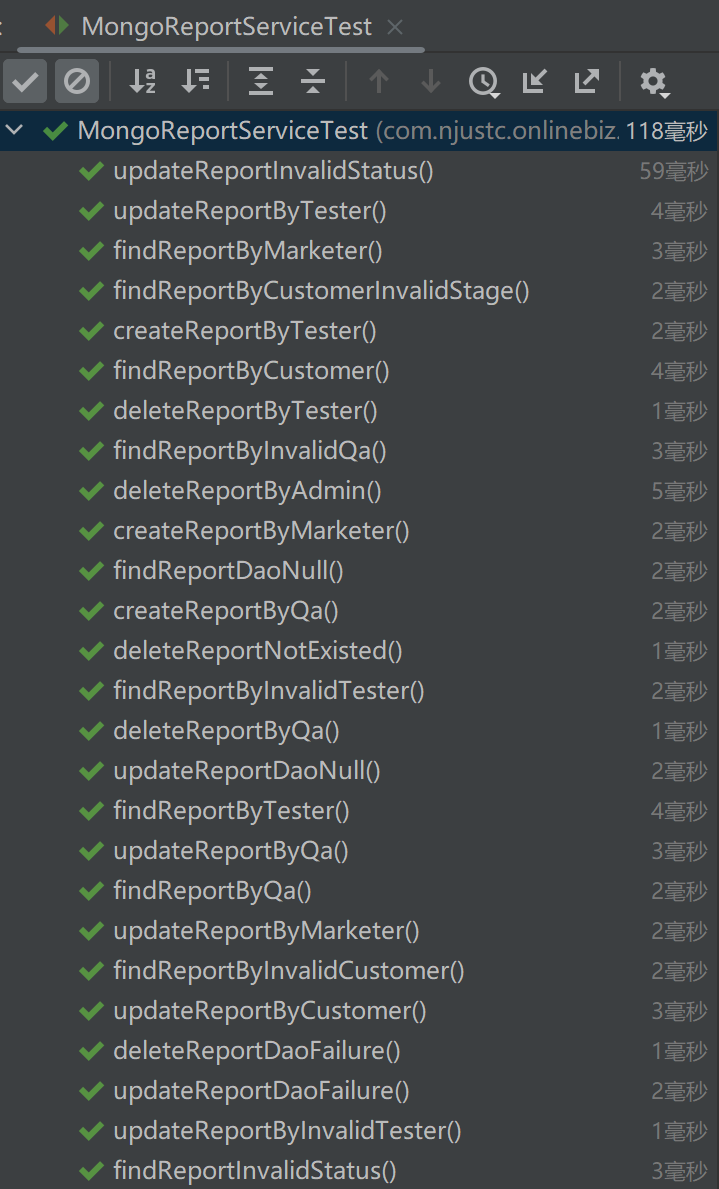 MongoReportServiceTest
MongoReportServiceTest (com.njustc.onlinebiz. 118毫秒
updateReportInvalidStatus() 59毫秒
updateReportByTester() 4毫秒
findReportByMarketer() 3毫秒
findReportByCustomerInvalidStage() 2毫秒
createReportByTester() 2毫秒
findReportByCustomer() 4毫秒
deleteReportByTester() 1毫秒
findReportByInvalidQa() 3毫秒
deleteReportByAdmin() 5毫秒
createReportByMarketer() 2毫秒
findReportDaoNull() 2毫秒
createReportByQa() 2毫秒
deleteReportNotExisted() 1毫秒
findReportByInvalidTester() 2毫秒
deleteReportByQa() 1毫秒
updateReportDaoNull() 2毫秒
findReportByTester() 4毫秒
updateReportByQa() 3毫秒
findReportByQa() 2毫秒
updateReportByMarketer() 2毫秒
findReportByInvalidCustomer() 2毫秒
updateReportByCustomer() 3毫秒
deleteReportDaoFailure() 1毫秒
updateReportDaoFailure() 2毫秒
updateReportByInvalidTester() 1毫秒
findReportInvalidStatus() 3毫秒